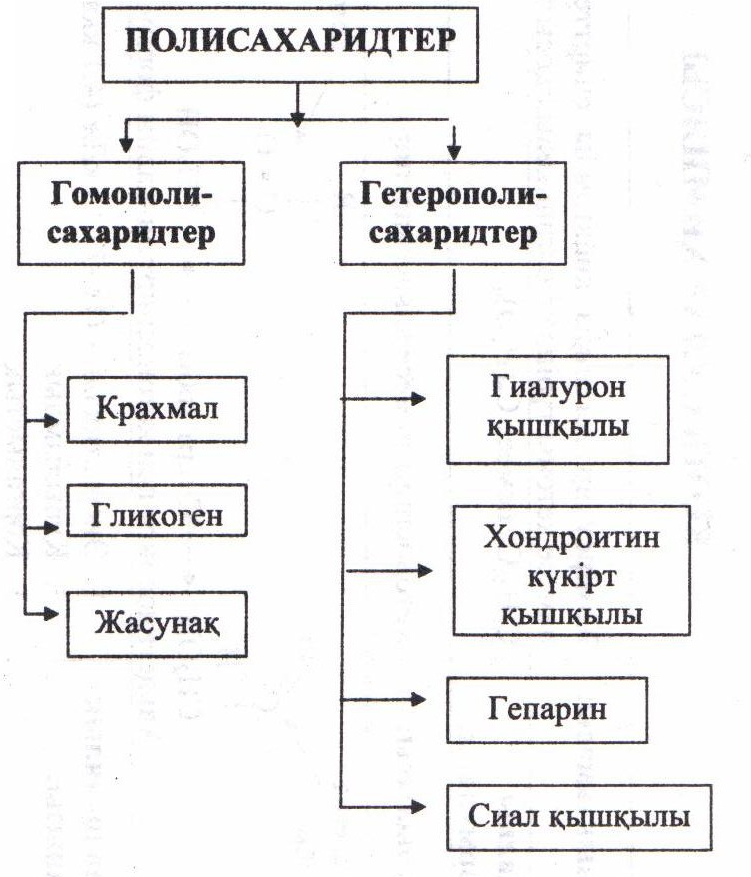 ПОЛИСАХАРИДТЕР
Гомополи-
сахаридтер
Гетерополи-
сахаридтер
Крахмал
Гликоген
Жасунақ
Гиалурон
қышқылы
Хондроитин
күкірт
қышқылы
Гепарин
Сиал қышқылы